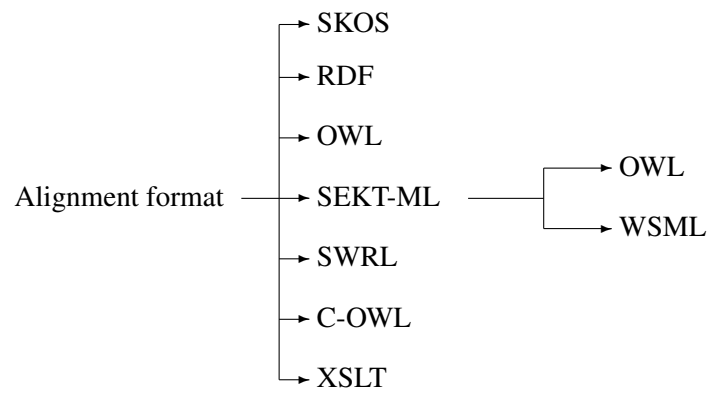 SKOS
RDF
OWL
OWL
Alignment format
SEKT-ML
WSML
SWRL
C-OWL
XSLT